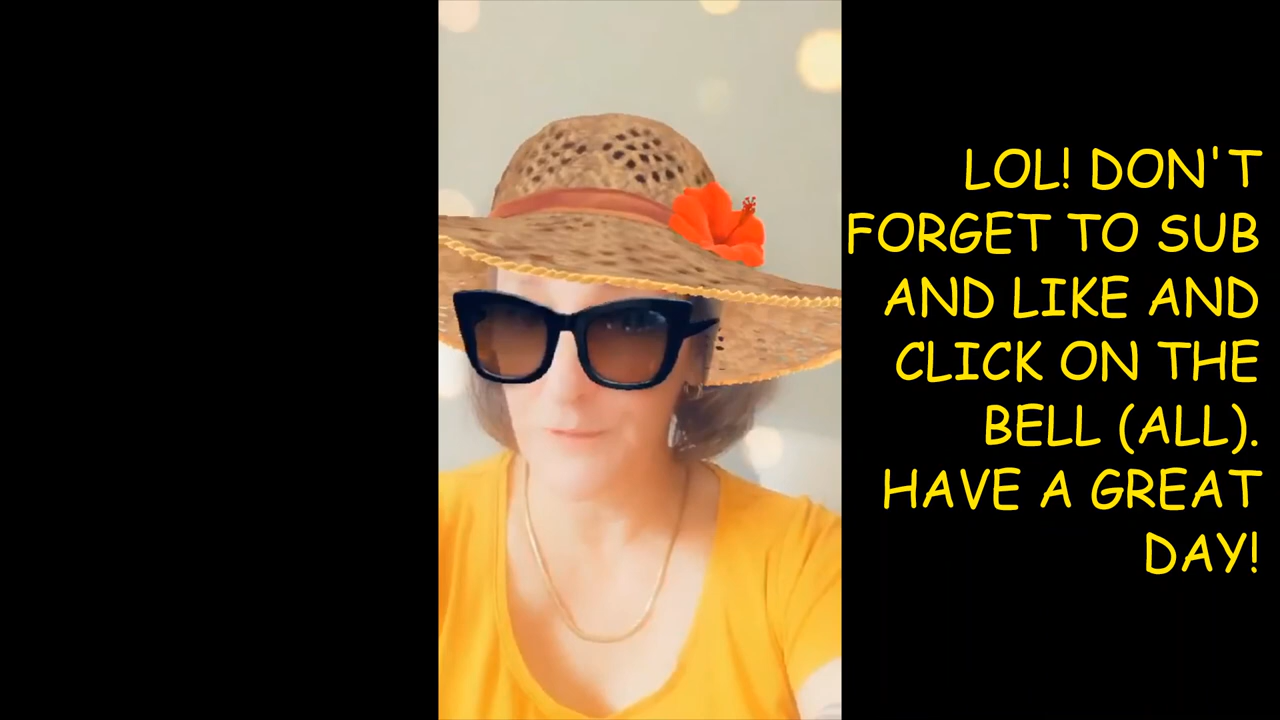 LOL! DON'T
FORGET TO SUB
AND LIKE AND
CLICK ON THE
BELL (ALL).
HAVE A GREAT
DAY!